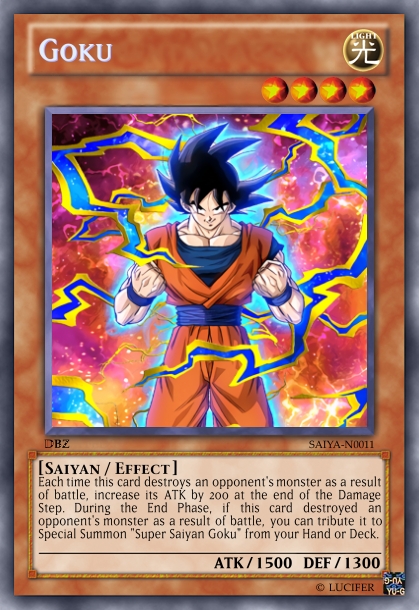 GOKU
LIGHT
光
DBZ
SAIYA-N0011
[SAIYAN / EFFECT]
Each time this card destroys an opponent's monster as a result
of battle, increase its ATK by 200 at the end of the Damage
Step. During the End Phase, if this card destroyed an
opponent's monster as a result of battle, you can tribute it to
Special Summon "Super Saiyan Goku" from your Hand or Deck.
ATK / 1500 DEF / 1300
© LUCIFER